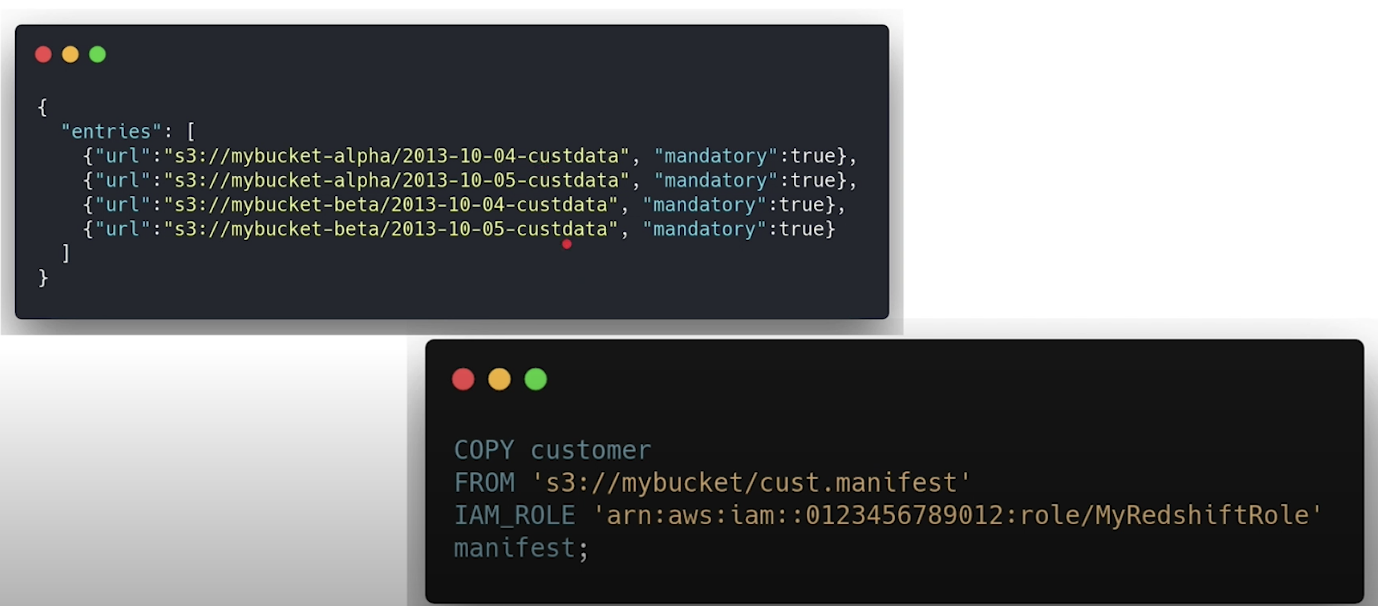 {
  "entries": [
    {"url":"s3://mybucket-alpha/2013-10-04-custdata", "mandatory":true},
    {"url":"s3://mybucket-alpha/2013-10-05-custdata", "mandatory":true},
    {"url":"s3://mybucket-beta/2013-10-04-custdata", "mandatory":true},
    {"url":"s3://mybucket-beta/2013-10-05-custdata", "mandatory":true}
  ]
}
COPY customer
FROM 's3://mybucket/cust.manifest'
IAM_ROLE 'arn:aws:iam::0123456789012:role/MyRedshiftRole'
manifest;